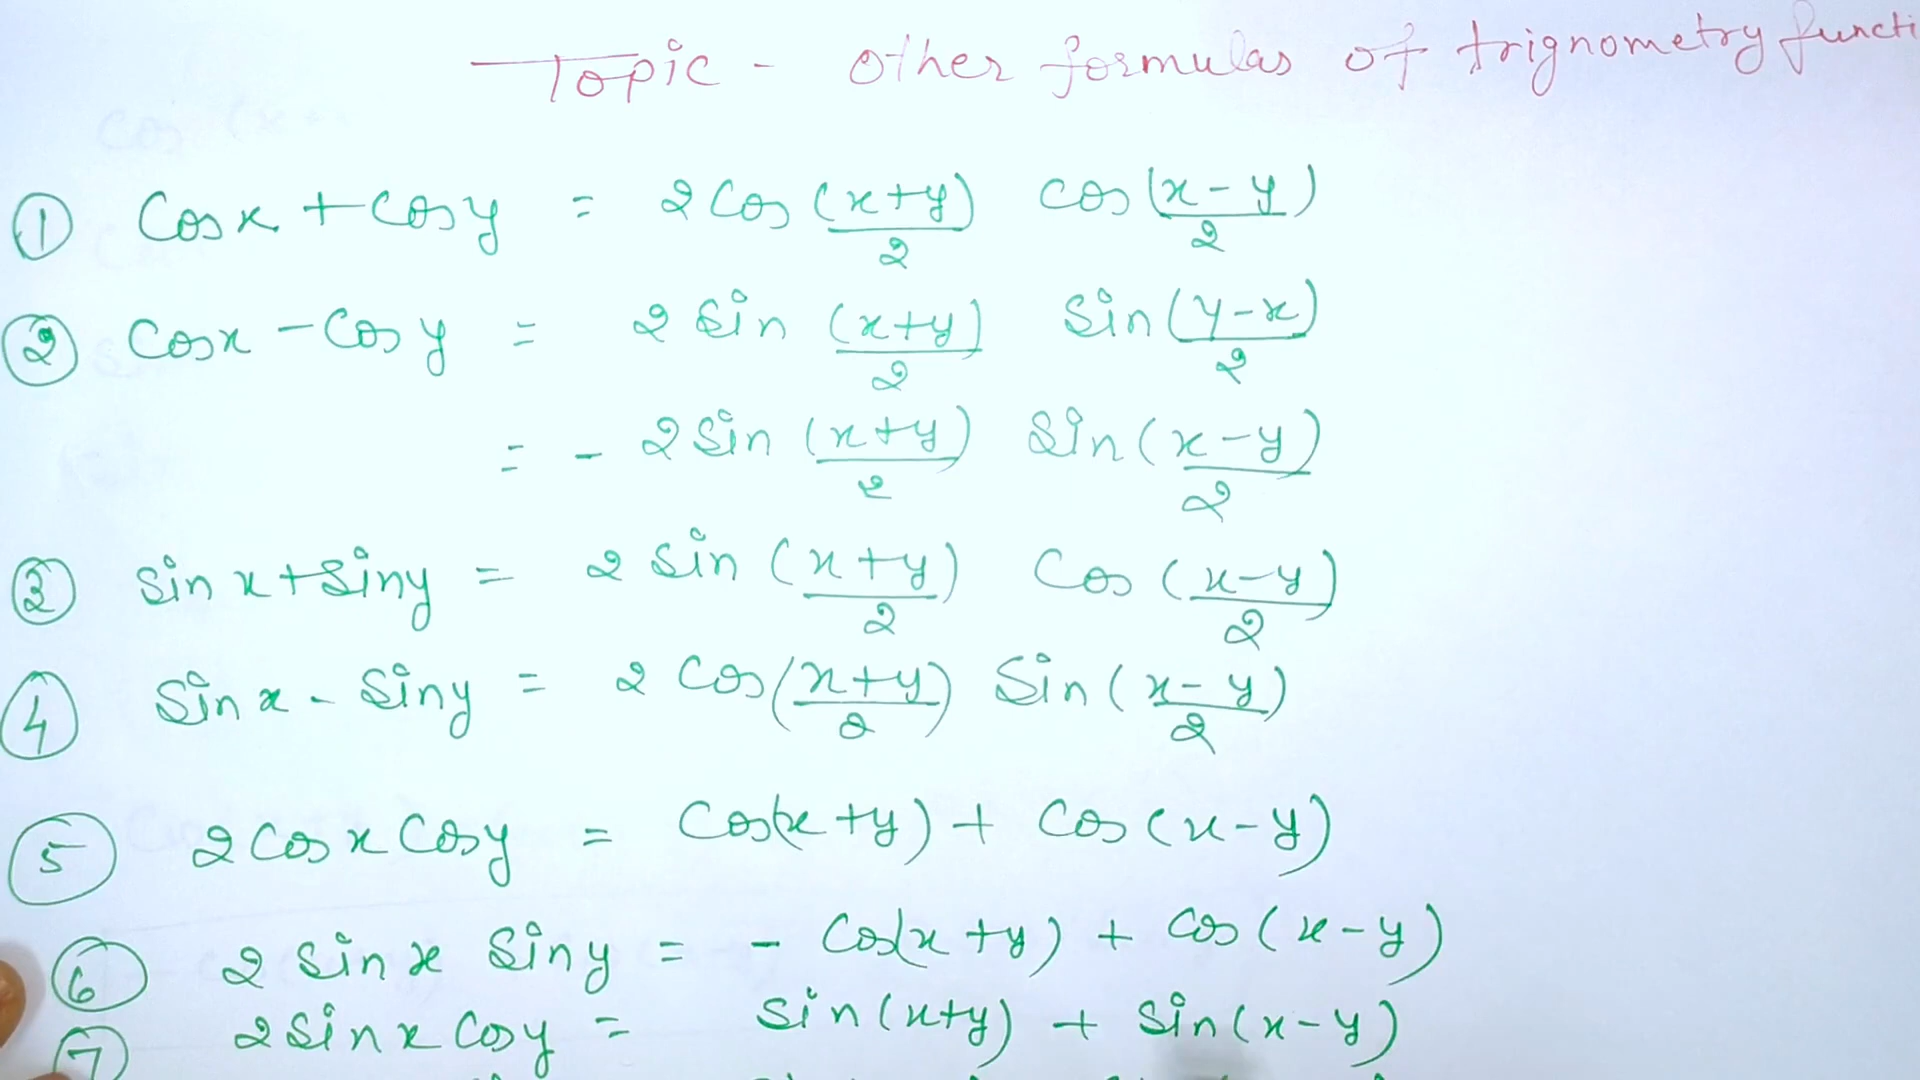 Topic - Other formulas of trignometry functi
① Cosx + Cosy = 2 Cos (x+y)/2 cos (x-y)/2
② Cosx - Cosy = 2 Sin (x+y)/2 Sin (y-x)/2
= - 2 Sin (x+y)/2 Sin (x-y)/2
③ Sin x + Siny = 2 Sin (x+y)/2 Cos (x-y)/2
④ Sin x - Siny = 2 Cos (x+y)/2 Sin (x-y)/2
⑤ 2 Cos x Cosy = Cos(x+y) + Cos (x-y)
⑥ 2 Sin x Siny = - Cos(x+y) + Cos (x-y)
⑦ 2 Sin x Cosy = Sin (x+y) + Sin (x-y)